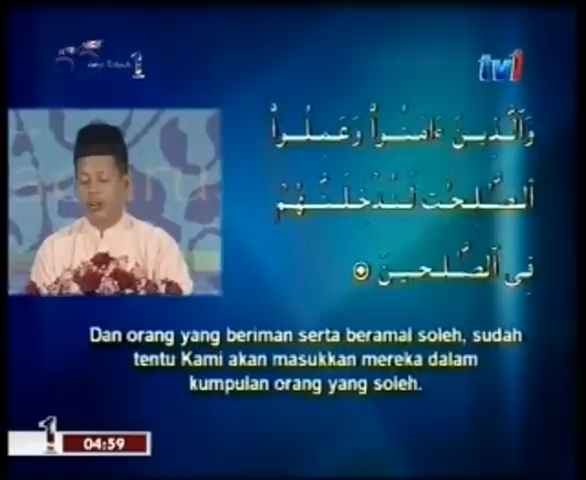 1
tv1
وَٱلَّذِينَ ءَامَنُوا۟ وَعَمِلُوا۟
ٱلصَّٰلِحَٰتِ لَنُدْخِلَنَّهُمْ
فِى ٱلصَّٰلِحِينَ
Dan orang yang beriman serta beramal soleh, sudah
tentu Kami akan masukkan mereka dalam
kumpulan orang yang soleh.
1
04:59